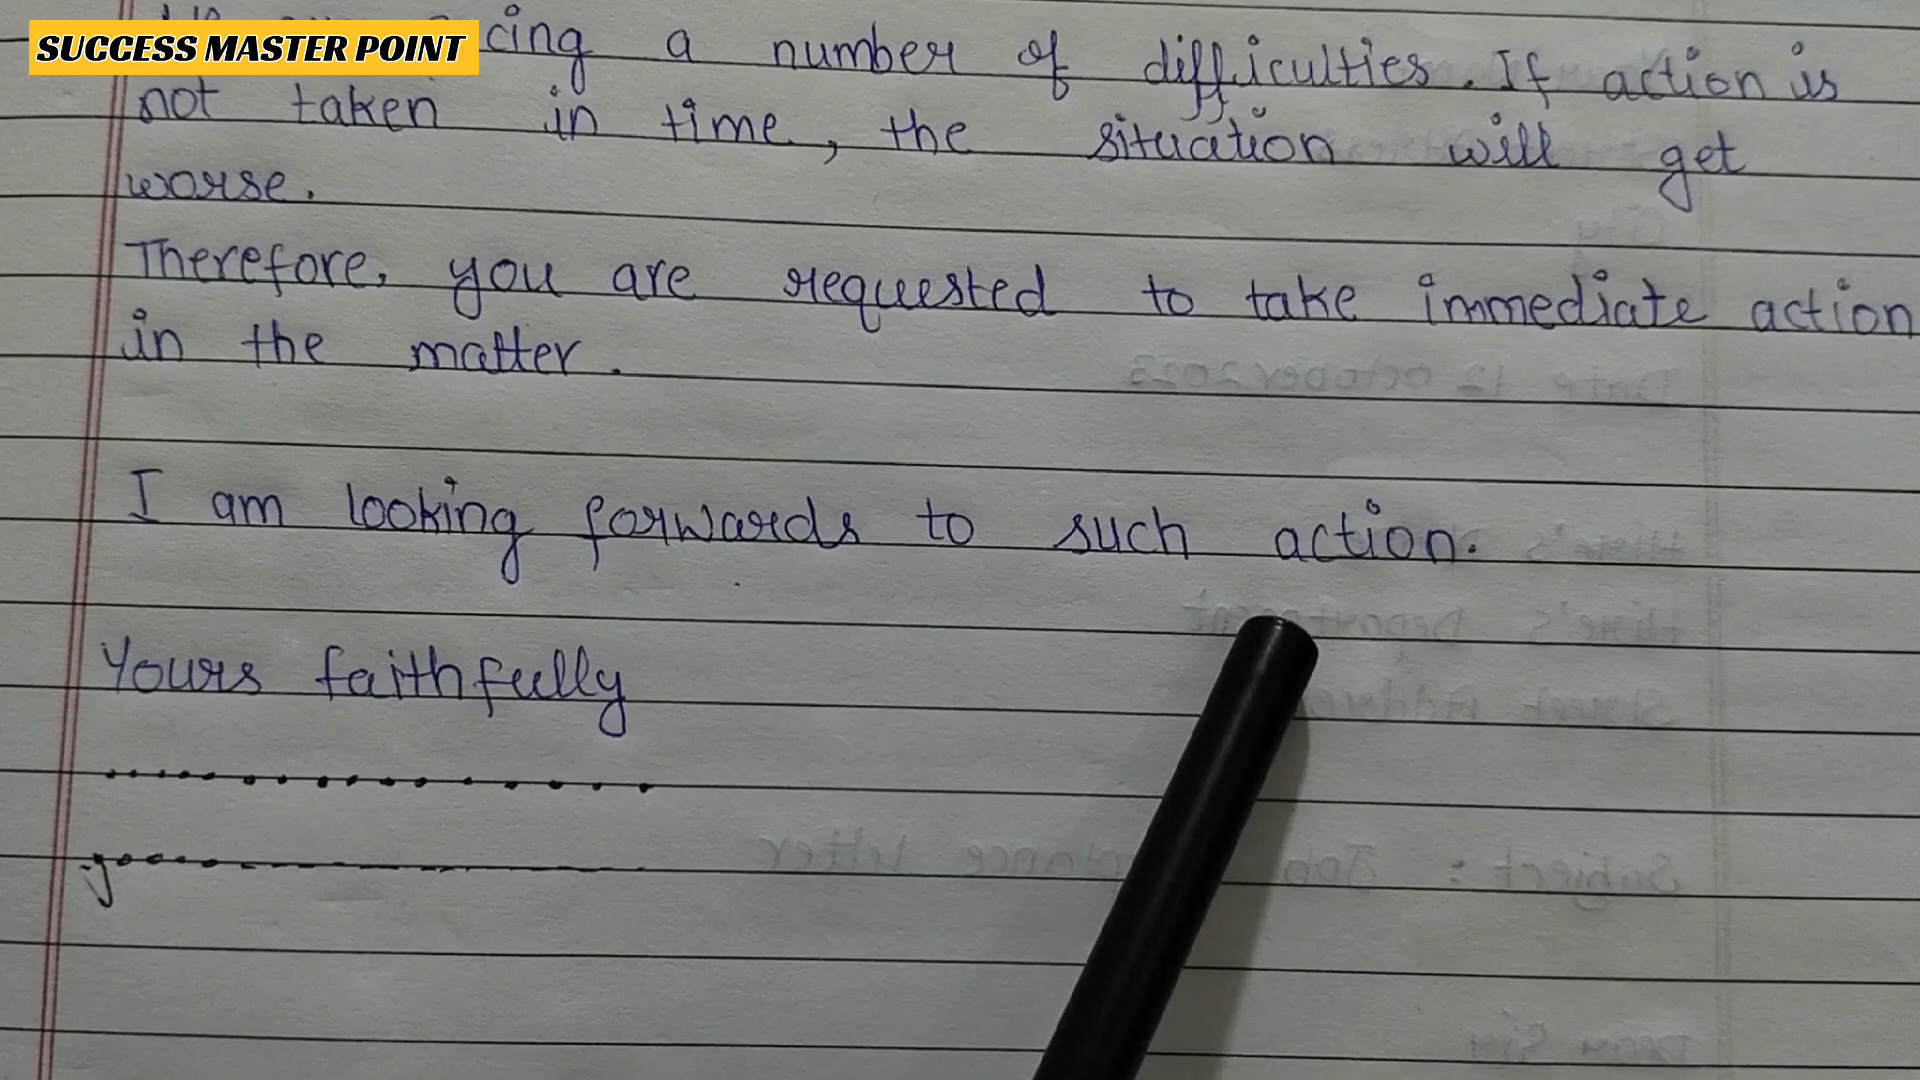 SUCCESS MASTER POINT
cing a number of difficulties. If action is
not taken in time, the situation will get
worse.
Therefore, you are requested to take immediate action
in the matter.
I am looking forwards to such action.
Yours faithfully